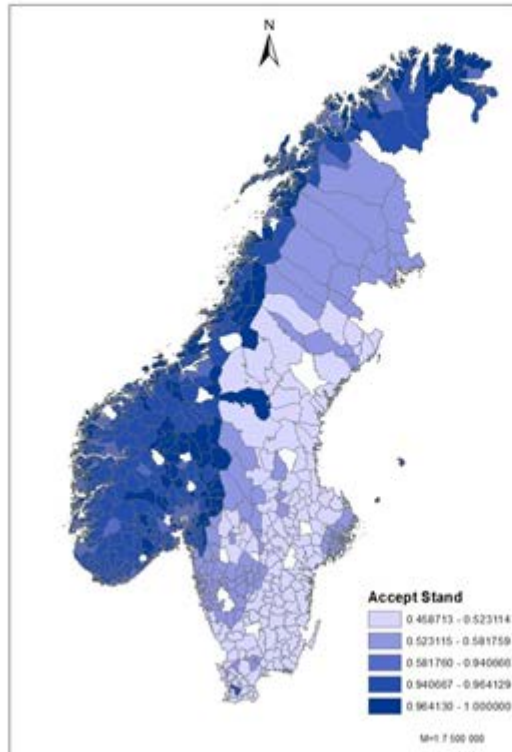 N
Accept Stand
0.458713 - 0.523114
0.523115 - 0.581759
0.581760 - 0.940666
0.940667 - 0.964129
0.964130 - 1.000000
M=1:7 500 000